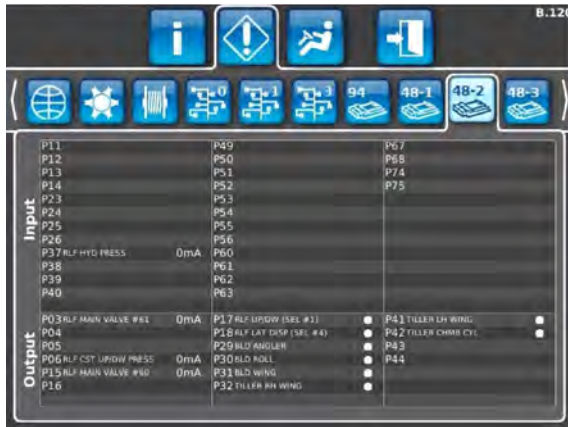 B.120
0
1
3
94
48-1
48-2
48-3
Input
P11
P12
P13
P14
P23
P24
P25
P26
P37 RLF HYD PRESS 0mA
P38
P39
P40
P49
P50
P51
P52
P53
P54
P55
P56
P60
P61
P62
P63
P67
P68
P74
P75
Output
P03 RLF MAIN VALVE #61 0mA
P04
P05
P06 RLF CST UP/DW PRESS 0mA
P15 RLF MAIN VALVE #60 0mA
P16
P17 RLF UP/DW (SEL #1)
P18 RLF LAT DISP (SEL #4)
P29 BLD ANGLER
P30 BLD ROLL
P31 BLD WING
P32 TILLER RH WING
P41 TILLER LH WING
P42 TILLER CHMB CYL
P43
P44